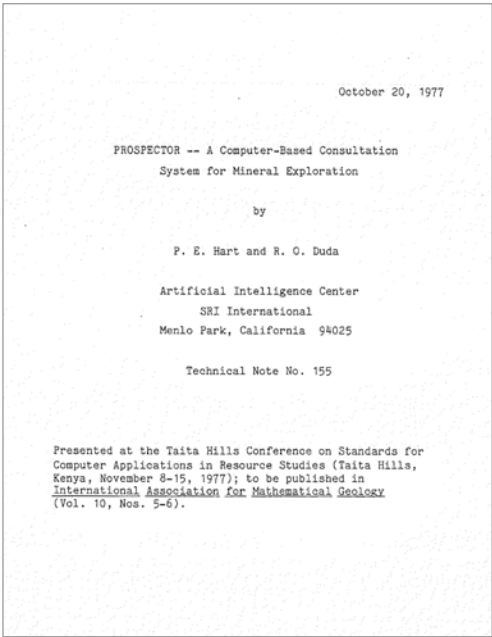 October 20, 1977
PROSPECTOR -- A Computer-Based Consultation
System for Mineral Exploration
by
P. E. Hart and R. O. Duda
Artificial Intelligence Center
SRI International
Menlo Park, California 94025
Technical Note No. 155
Presented at the Taita Hills Conference on Standards for
Computer Applications in Resource Studies (Taita Hills,
Kenya, November 8-15, 1977); to be published in
International Association for Mathematical Geology
(Vol. 10, Nos. 5-6).